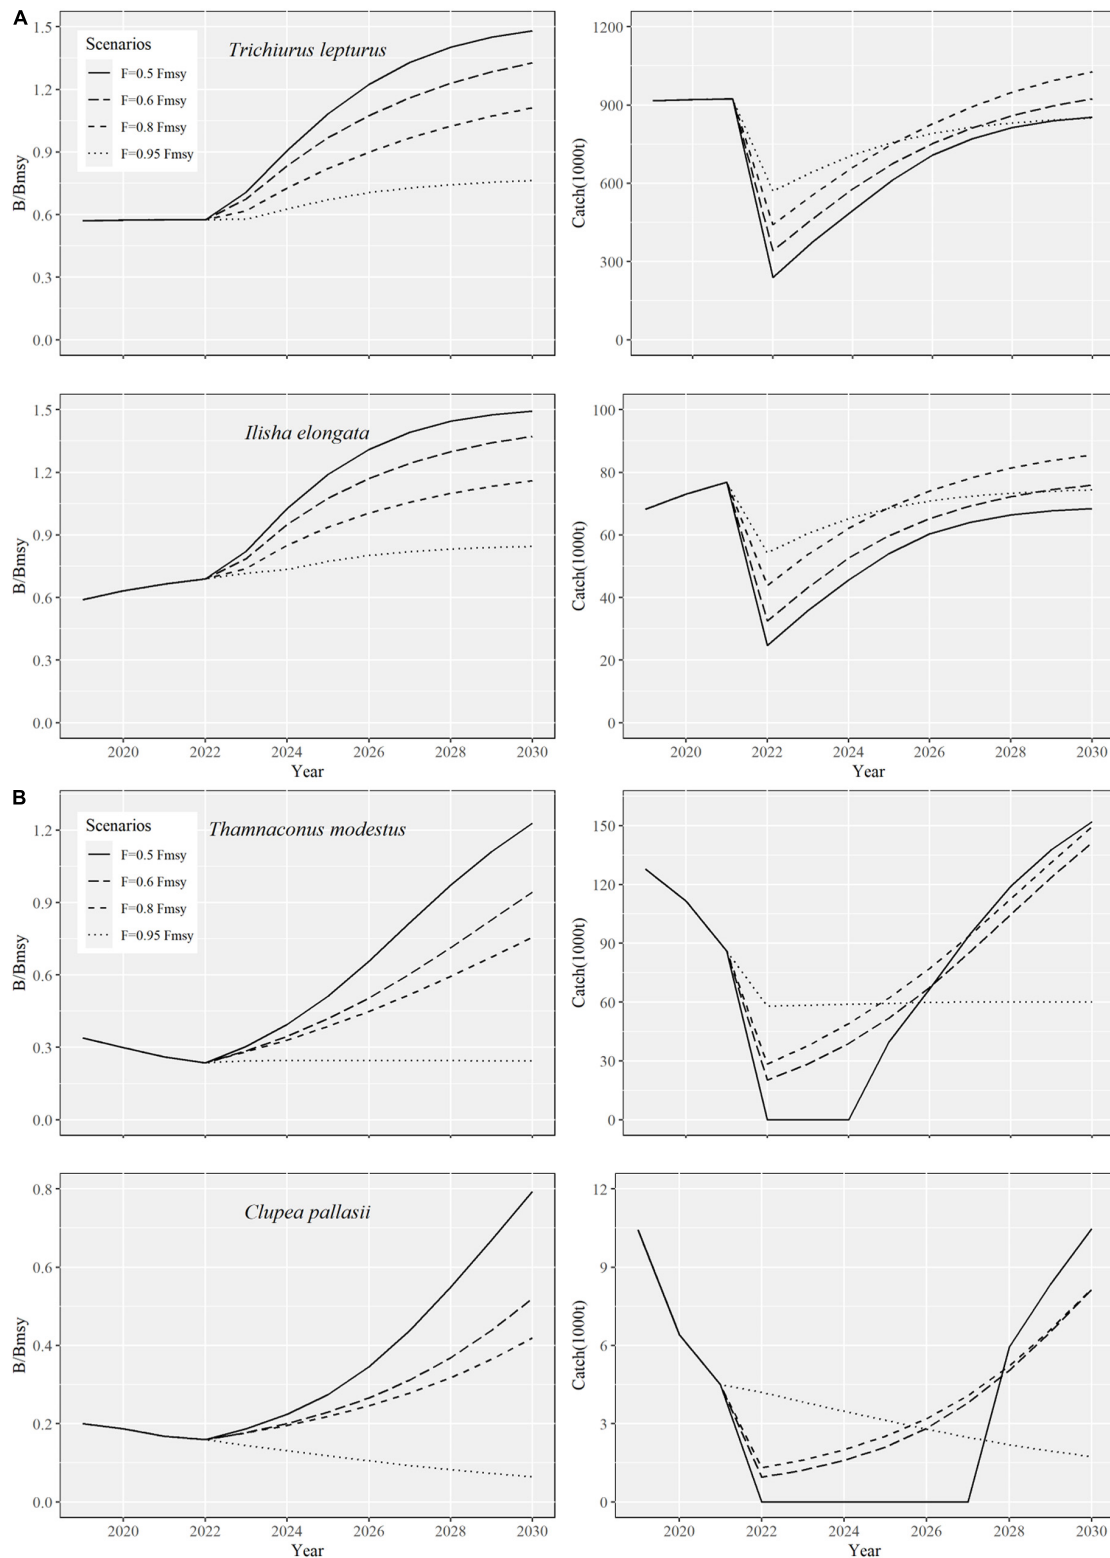 A
1.5
1.2
0.9
0.6
0.3
0.0
B/Bmsy
Scenarios
F=0.5 Fmsy
F=0.6 Fmsy
F=0.8 Fmsy
F=0.95 Fmsy
Trichiurus lepturus
1200
900
600
300
0
Catch(1000t)
1.5
1.2
0.9
0.6
0.3
0.0
B/Bmsy
Ilisha elongata
2020 2022 2024 2026 2028 2030
Year
100
80
60
40
20
0
Catch(1000t)
2020 2022 2024 2026 2028 2030
Year
B
1.2
0.9
0.6
0.3
0.0
B/Bmsy
Scenarios
F=0.5 Fmsy
F=0.6 Fmsy
F=0.8 Fmsy
F=0.95 Fmsy
Thamnaconus modestus
150
120
90
60
30
0
Catch(1000t)
0.8
0.6
0.4
0.2
0.0
B/Bmsy
Clupea pallasii
2020 2022 2024 2026 2028 2030
Year
12
9
6
3
0
Catch(1000t)
2020 2022 2024 2026 2028 2030
Year